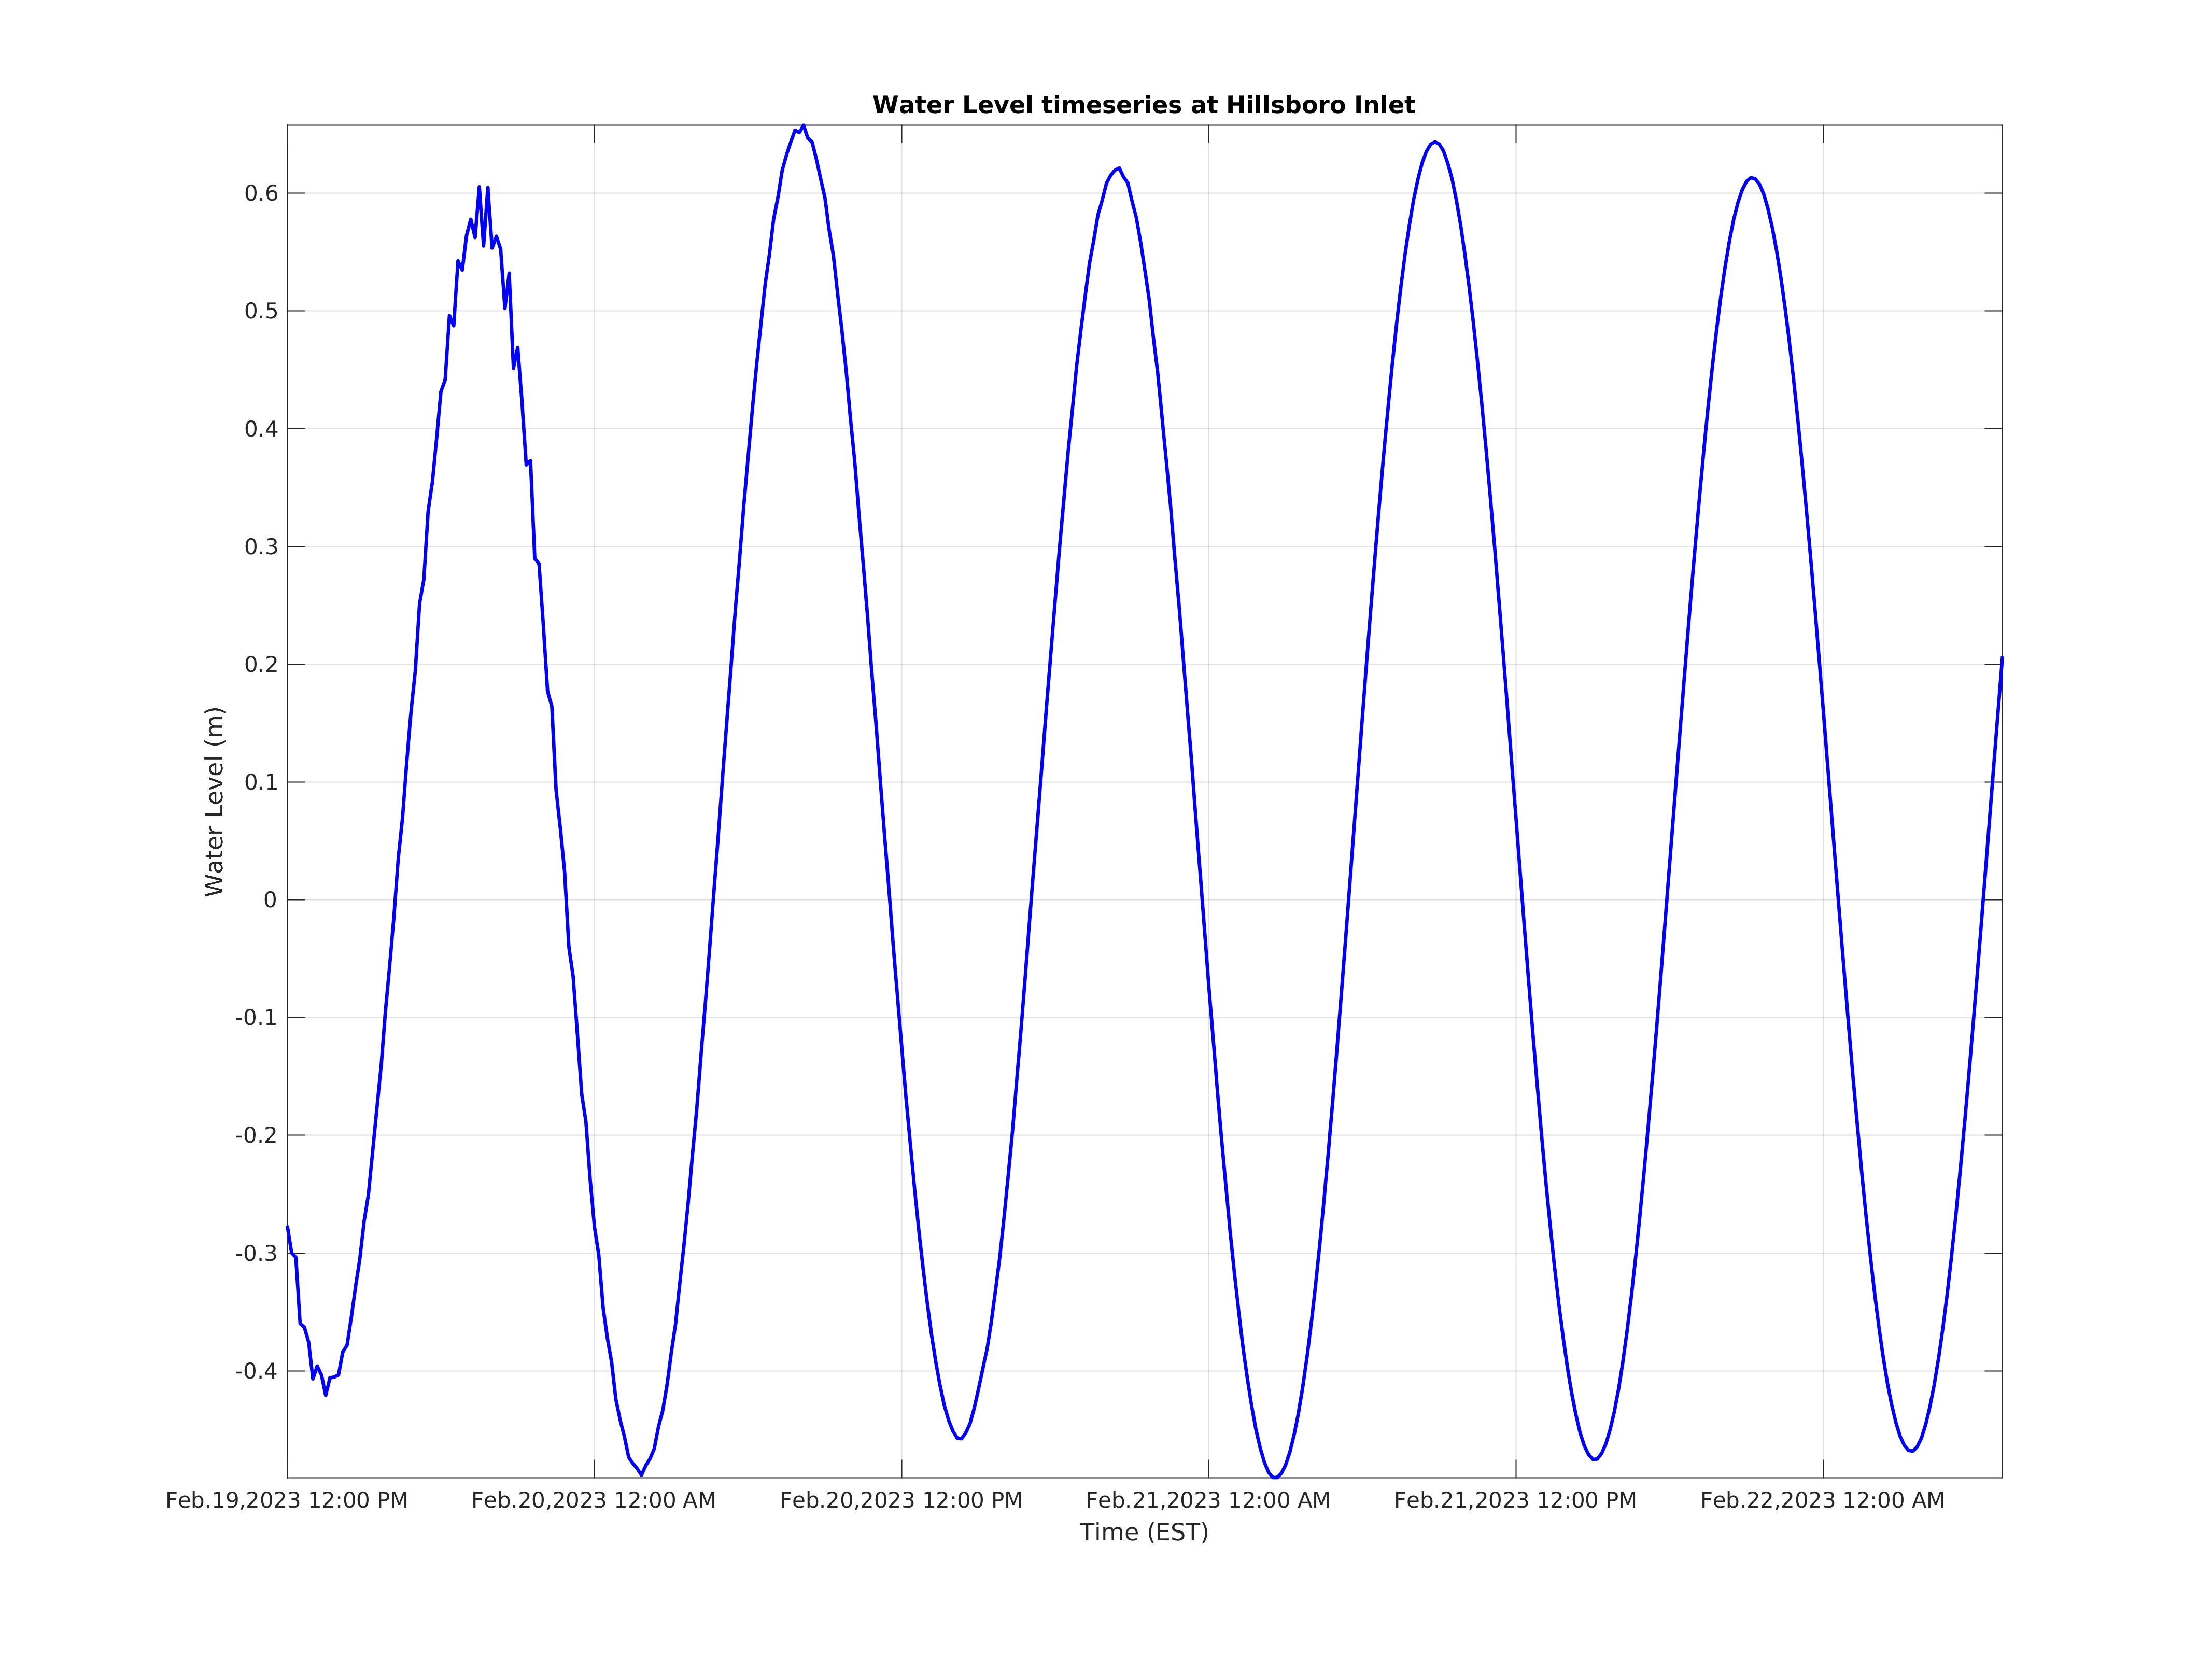 Water Level timeseries at Hillsboro Inlet
0.6
0.5
0.4
0.3
0.2
0.1
0
-0.1
-0.2
-0.3
-0.4
Water Level (m)
Feb.19,2023 12:00 PM
Feb.20,2023 12:00 AM
Feb.20,2023 12:00 PM
Feb.21,2023 12:00 AM
Feb.21,2023 12:00 PM
Feb.22,2023 12:00 AM
Time (EST)